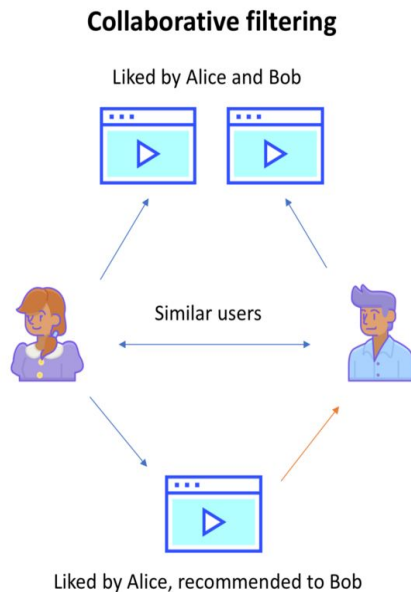 Collaborative filtering
Liked by Alice and Bob
Similar users
Liked by Alice, recommended to Bob